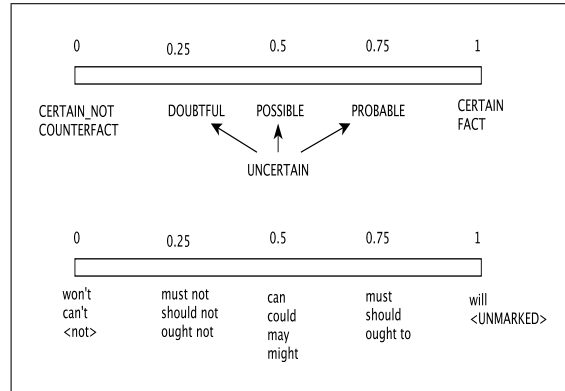 0 0.25 0.5 0.75 1
CERTAIN_NOT DOUBTFUL POSSIBLE PROBABLE CERTAIN
COUNTERFACT FACT
UNCERTAIN
0 0.25 0.5 0.75 1
won't must not can must will
can't should not could should <UNMARKED>
<not> ought not may ought to
might